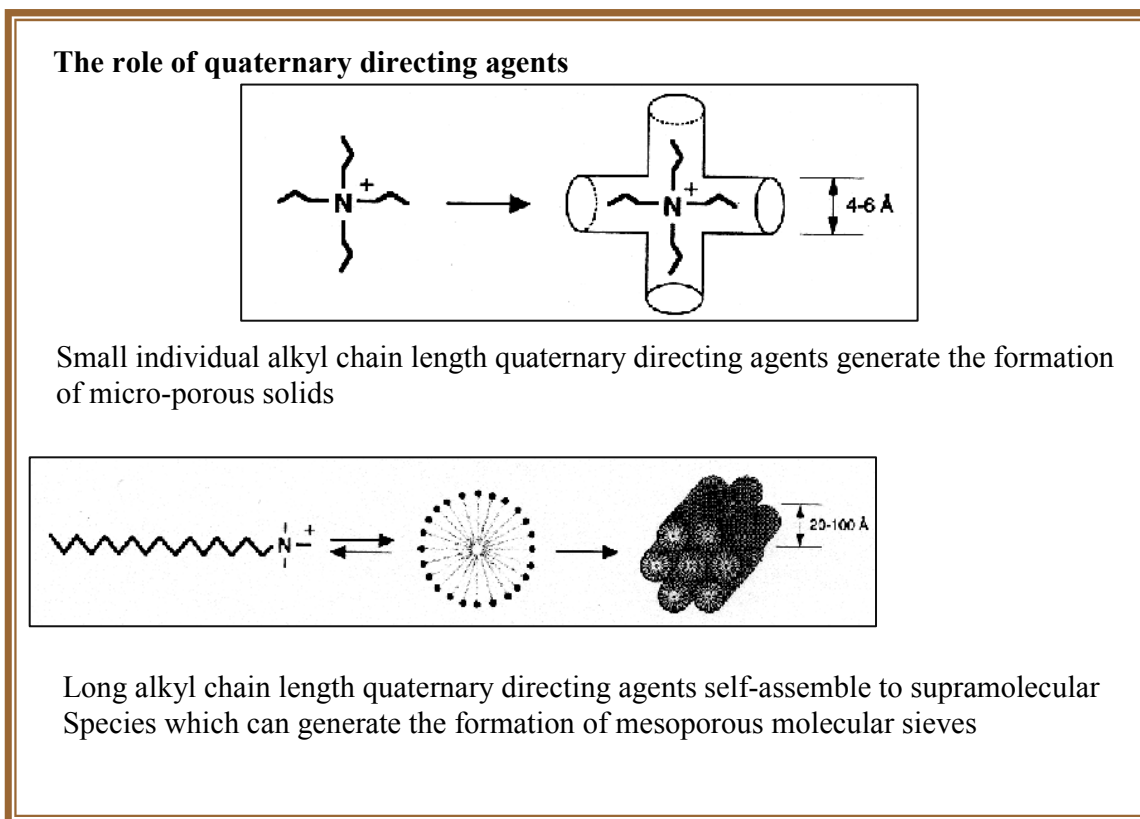 The role of quaternary directing agents
+
N
+
N
4-6 Å
Small individual alkyl chain length quaternary directing agents generate the formation
of micro-porous solids
N
+
20-100 Å
Long alkyl chain length quaternary directing agents self-assemble to supramolecular
Species which can generate the formation of mesoporous molecular sieves